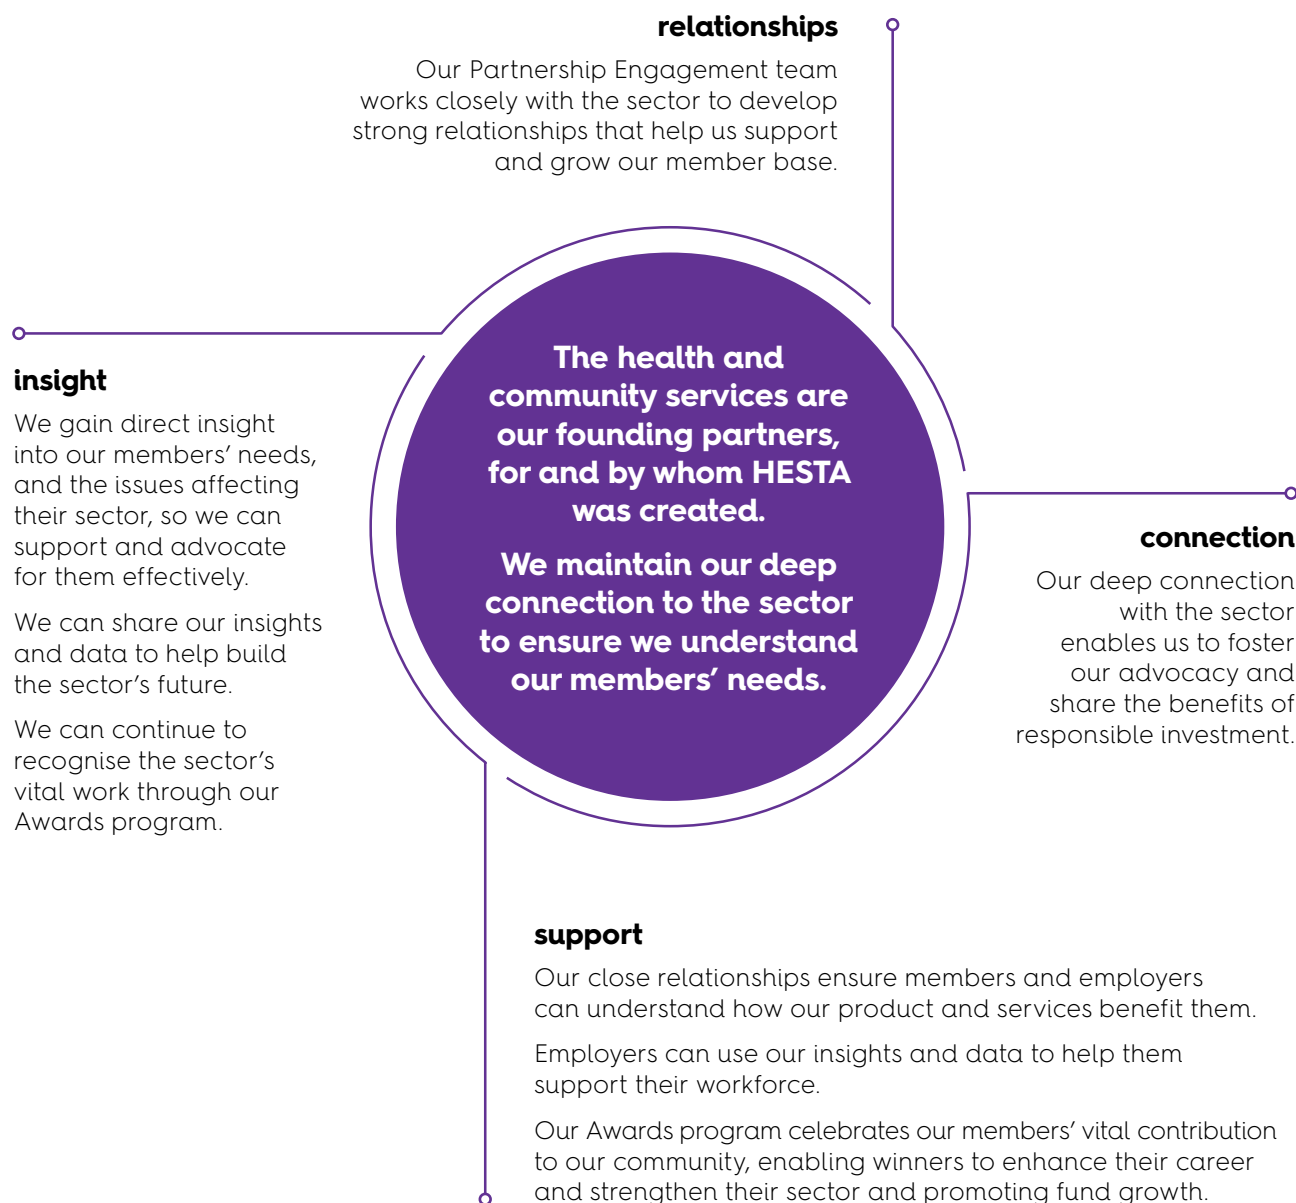 relationships
Our Partnership Engagement team
works closely with the sector to develop
strong relationships that help us support
and grow our member base.
insight
We gain direct insight
into our members’ needs,
and the issues affecting
their sector, so we can
support and advocate
for them effectively.
We can share our insights
and data to help build
the sector’s future.
We can continue to
recognise the sector’s
vital work through our
Awards program.
The health and
community services are
our founding partners,
for and by whom HESTA
was created.
We maintain our deep
connection to the sector
to ensure we understand
our members’ needs.
connection
Our deep connection
with the sector
enables us to foster
our advocacy and
share the benefits of
responsible investment.
support
Our close relationships ensure members and employers
can understand how our product and services benefit them.
Employers can use our insights and data to help them
support their workforce.
Our Awards program celebrates our members’ vital contribution
to our community, enabling winners to enhance their career
and strengthen their sector and promoting fund growth.